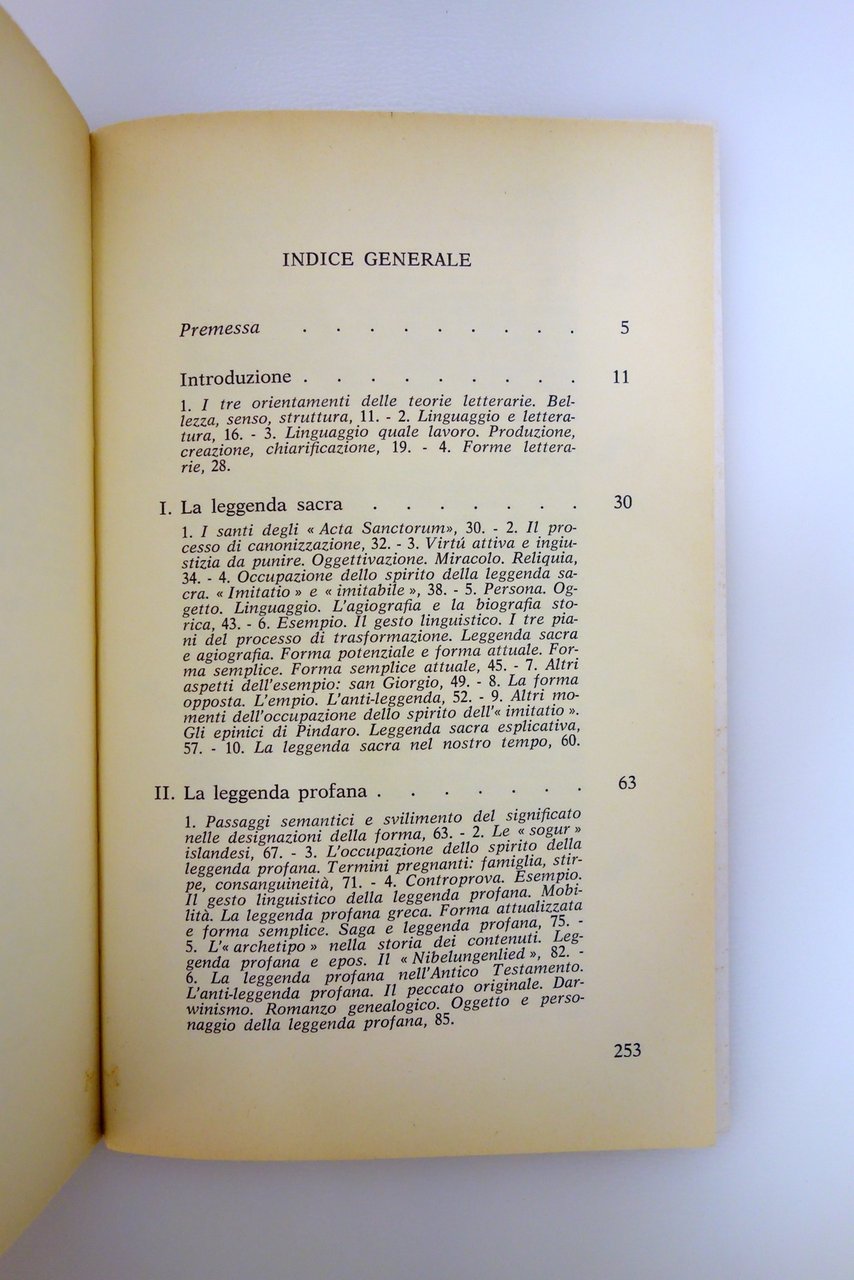 INDICE GENERALE
Premessa . . . . . . . . . 5
Introduzione . . . . . . . . . 11
1. I tre orientamenti delle teorie letterarie. Bel-
lezza, senso, struttura, 11. - 2. Linguaggio e lettera-
tura, 16. - 3. Linguaggio quale lavoro. Produzione,
creazione, chiarificazione, 19. - 4. Forme lettera-
rie, 28.
I. La leggenda sacra . . . . . . . 30
1. I santi degli « Acta Sanctorum», 30. - 2. Il pro-
cesso di canonizzazione, 32. - 3. Virtú attiva e ingiu-
stizia da punire. Oggettivazione. Miracolo. Reliquia,
34. - 4. Occupazione dello spirito della leggenda sa-
cra. « Imitatio » e « imitabile », 38. - 5. Persona. Og-
getto. Linguaggio. L'agiografia e la biografia sto-
rica, 43. - 6. Esempio. Il gesto linguistico. I tre pia-
ni del processo di trasformazione. Leggenda sacra
e agiografia. Forma potenziale e forma attuale. For-
ma semplice. Forma semplice attuale, 45. - 7. Altri
aspetti dell'esempio: san Giorgio, 49. - 8. La forma
opposta. L'empio. L'anti-leggenda, 52. - 9. Altri mo-
menti dell'occupazione dello spirito dell'« imitatio ».
Gli epinici di Pindaro. Leggenda sacra esplicativa,
57. - 10. La leggenda sacra nel nostro tempo, 60.
II. La leggenda profana . . . . . . . 63
1. Passaggi semantici e svilimento del significato
nelle designazioni della forma, 63. - 2. Le « sogur »
islandesi, 67. - 3. L'occupazione dello spirito della
leggenda profana. Termini pregnanti: famiglia, stir-
pe, consanguineità, 71. - 4. Controprova. Esempio.
Il gesto linguistico della leggenda profana. Mobi-
lità. La leggenda profana greca. Forma attualizzata
e forma semplice. Saga e leggenda profana, 75. -
5. L'« archetipo » nella storia dei contenuti. Leg-
genda profana e epos. Il « Nibelungenlied », 82. -
6. La leggenda profana nell'Antico Testamento.
L'anti-leggenda profana. Il peccato originale. Dar-
winismo. Romanzo genealogico. Oggetto e perso-
naggio della leggenda profana, 85.
253